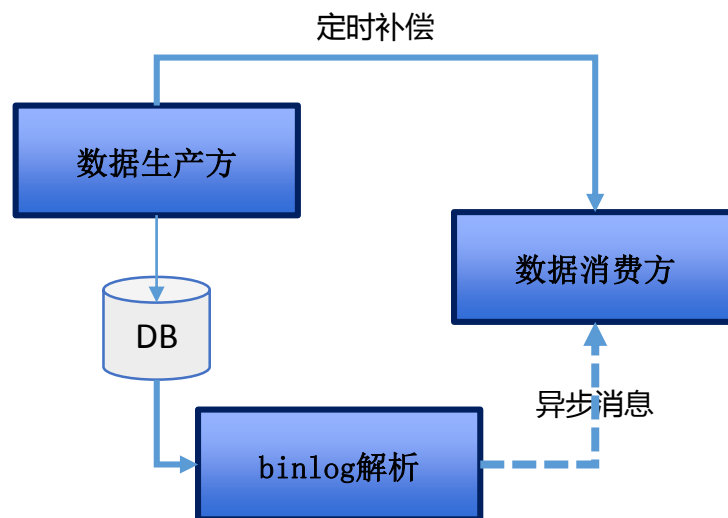 定时补偿
数据生产方
数据消费方
DB
异步消息
binlog解析